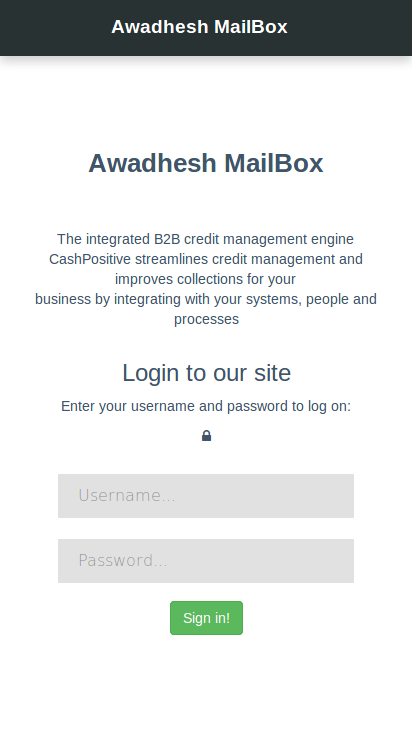 Awadhesh MailBox
Awadhesh MailBox
The integrated B2B credit management engine
CashPositive streamlines credit management and
improves collections for your
business by integrating with your systems, people and
processes
Login to our site
Enter your username and password to log on:
Username...
Password...
Sign in!